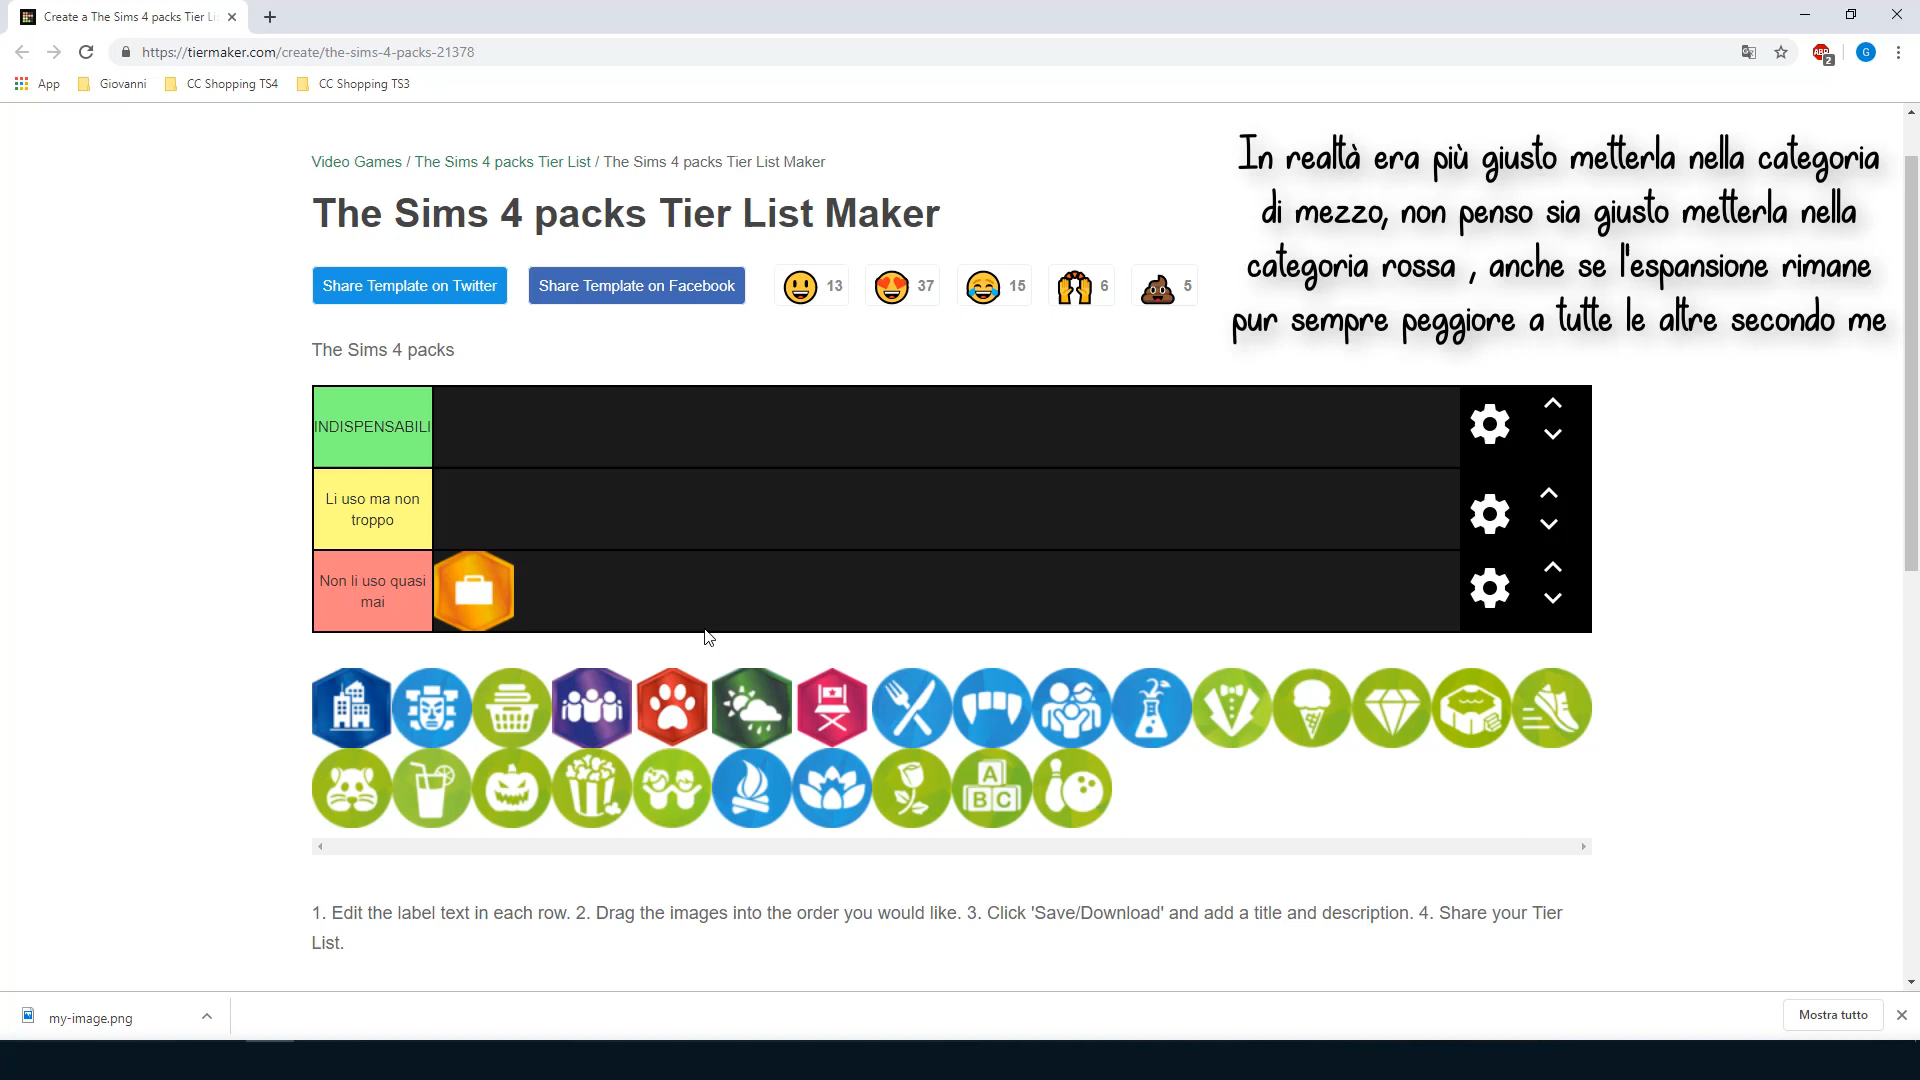 Create a The Sims 4 packs Tier Li
https://tiermaker.com/create/the-sims-4-packs-21378
ABP
2
G
App
Giovanni
CC Shopping TS4
CC Shopping TS3
Video Games / The Sims 4 packs Tier List / The Sims 4 packs Tier List Maker
The Sims 4 packs Tier List Maker
Share Template on Twitter
Share Template on Facebook
13
37
15
6
5
In realtà era più giusto metterla nella categoria
di mezzo, non penso sia giusto metterla nella
categoria rossa , anche se l'espansione rimane
pur sempre peggiore a tutte le altre secondo me
The Sims 4 packs
INDISPENSABILI
Li uso ma non
troppo
Non li uso quasi
mai
A
B C
1. Edit the label text in each row. 2. Drag the images into the order you would like. 3. Click 'Save/Download' and add a title and description. 4. Share your Tier
List.
my-image.png
Mostra tutto